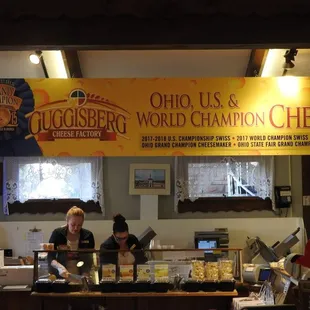 GUGGISBERG
CHEESE FACTORY
OHIO, U.S. &
WORLD CHAMPION CHE
2017-2018 U.S. CHAMPIONSHIP SWISS • 2017 WORLD CHAMPION SWISS
OHIO GRAND CHAMPION CHEESEMAKER • OHIO STATE FAIR GRAND CHAMP